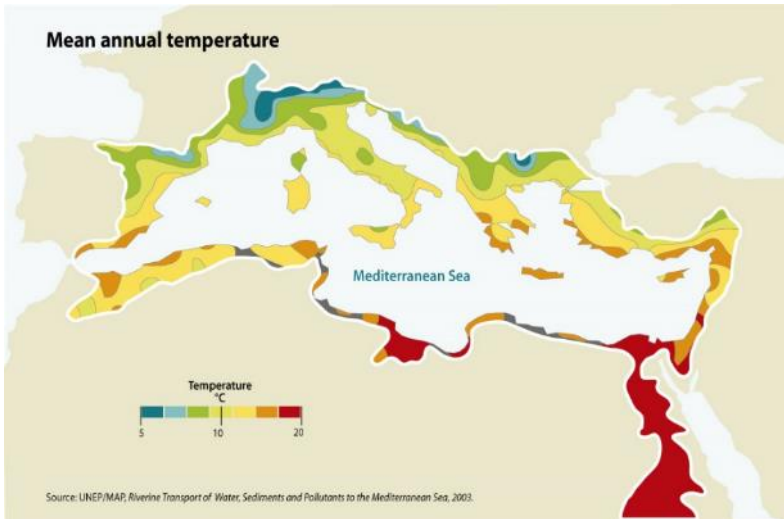 Mean annual temperature
Mediterranean Sea
Temperature
°C
5 10 20
Source: UNEP/MAP, Riverine Transport of Water, Sediments and Pollutants to the Mediterranean Sea, 2003.